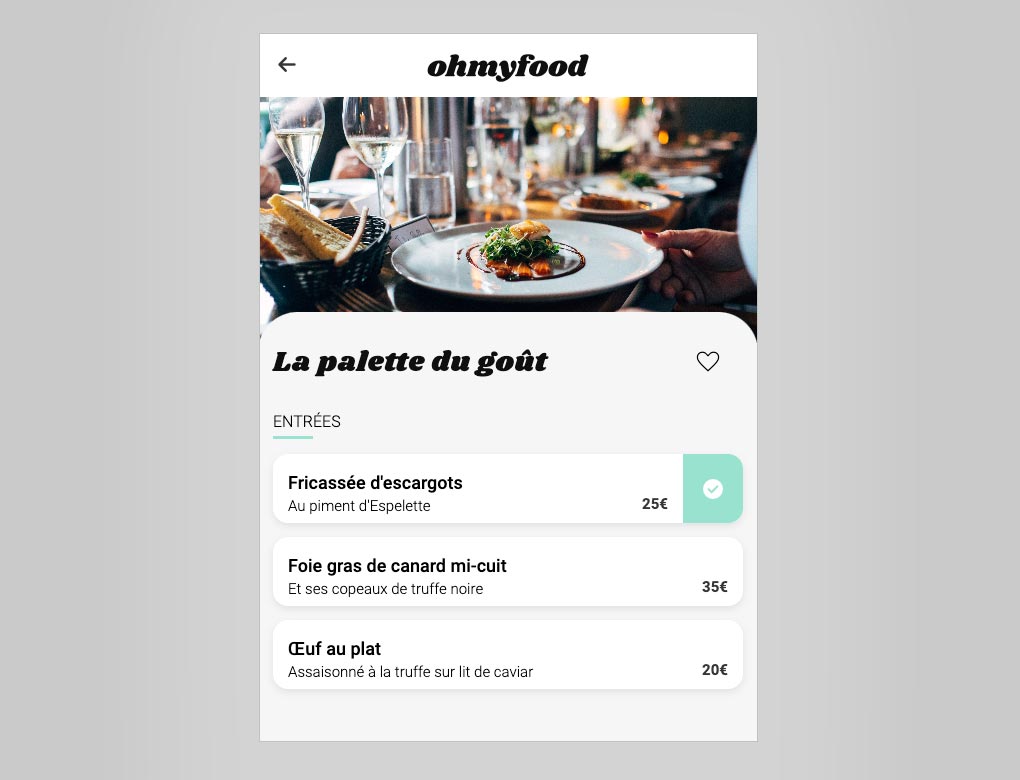 ohmyfood
La palette du goût
ENTRÉES
Fricassée d'escargots
Au piment d'Espelette
25€
Foie gras de canard mi-cuit
Et ses copeaux de truffe noire
35€
Œuf au plat
Assaisonné à la truffe sur lit de caviar
20€